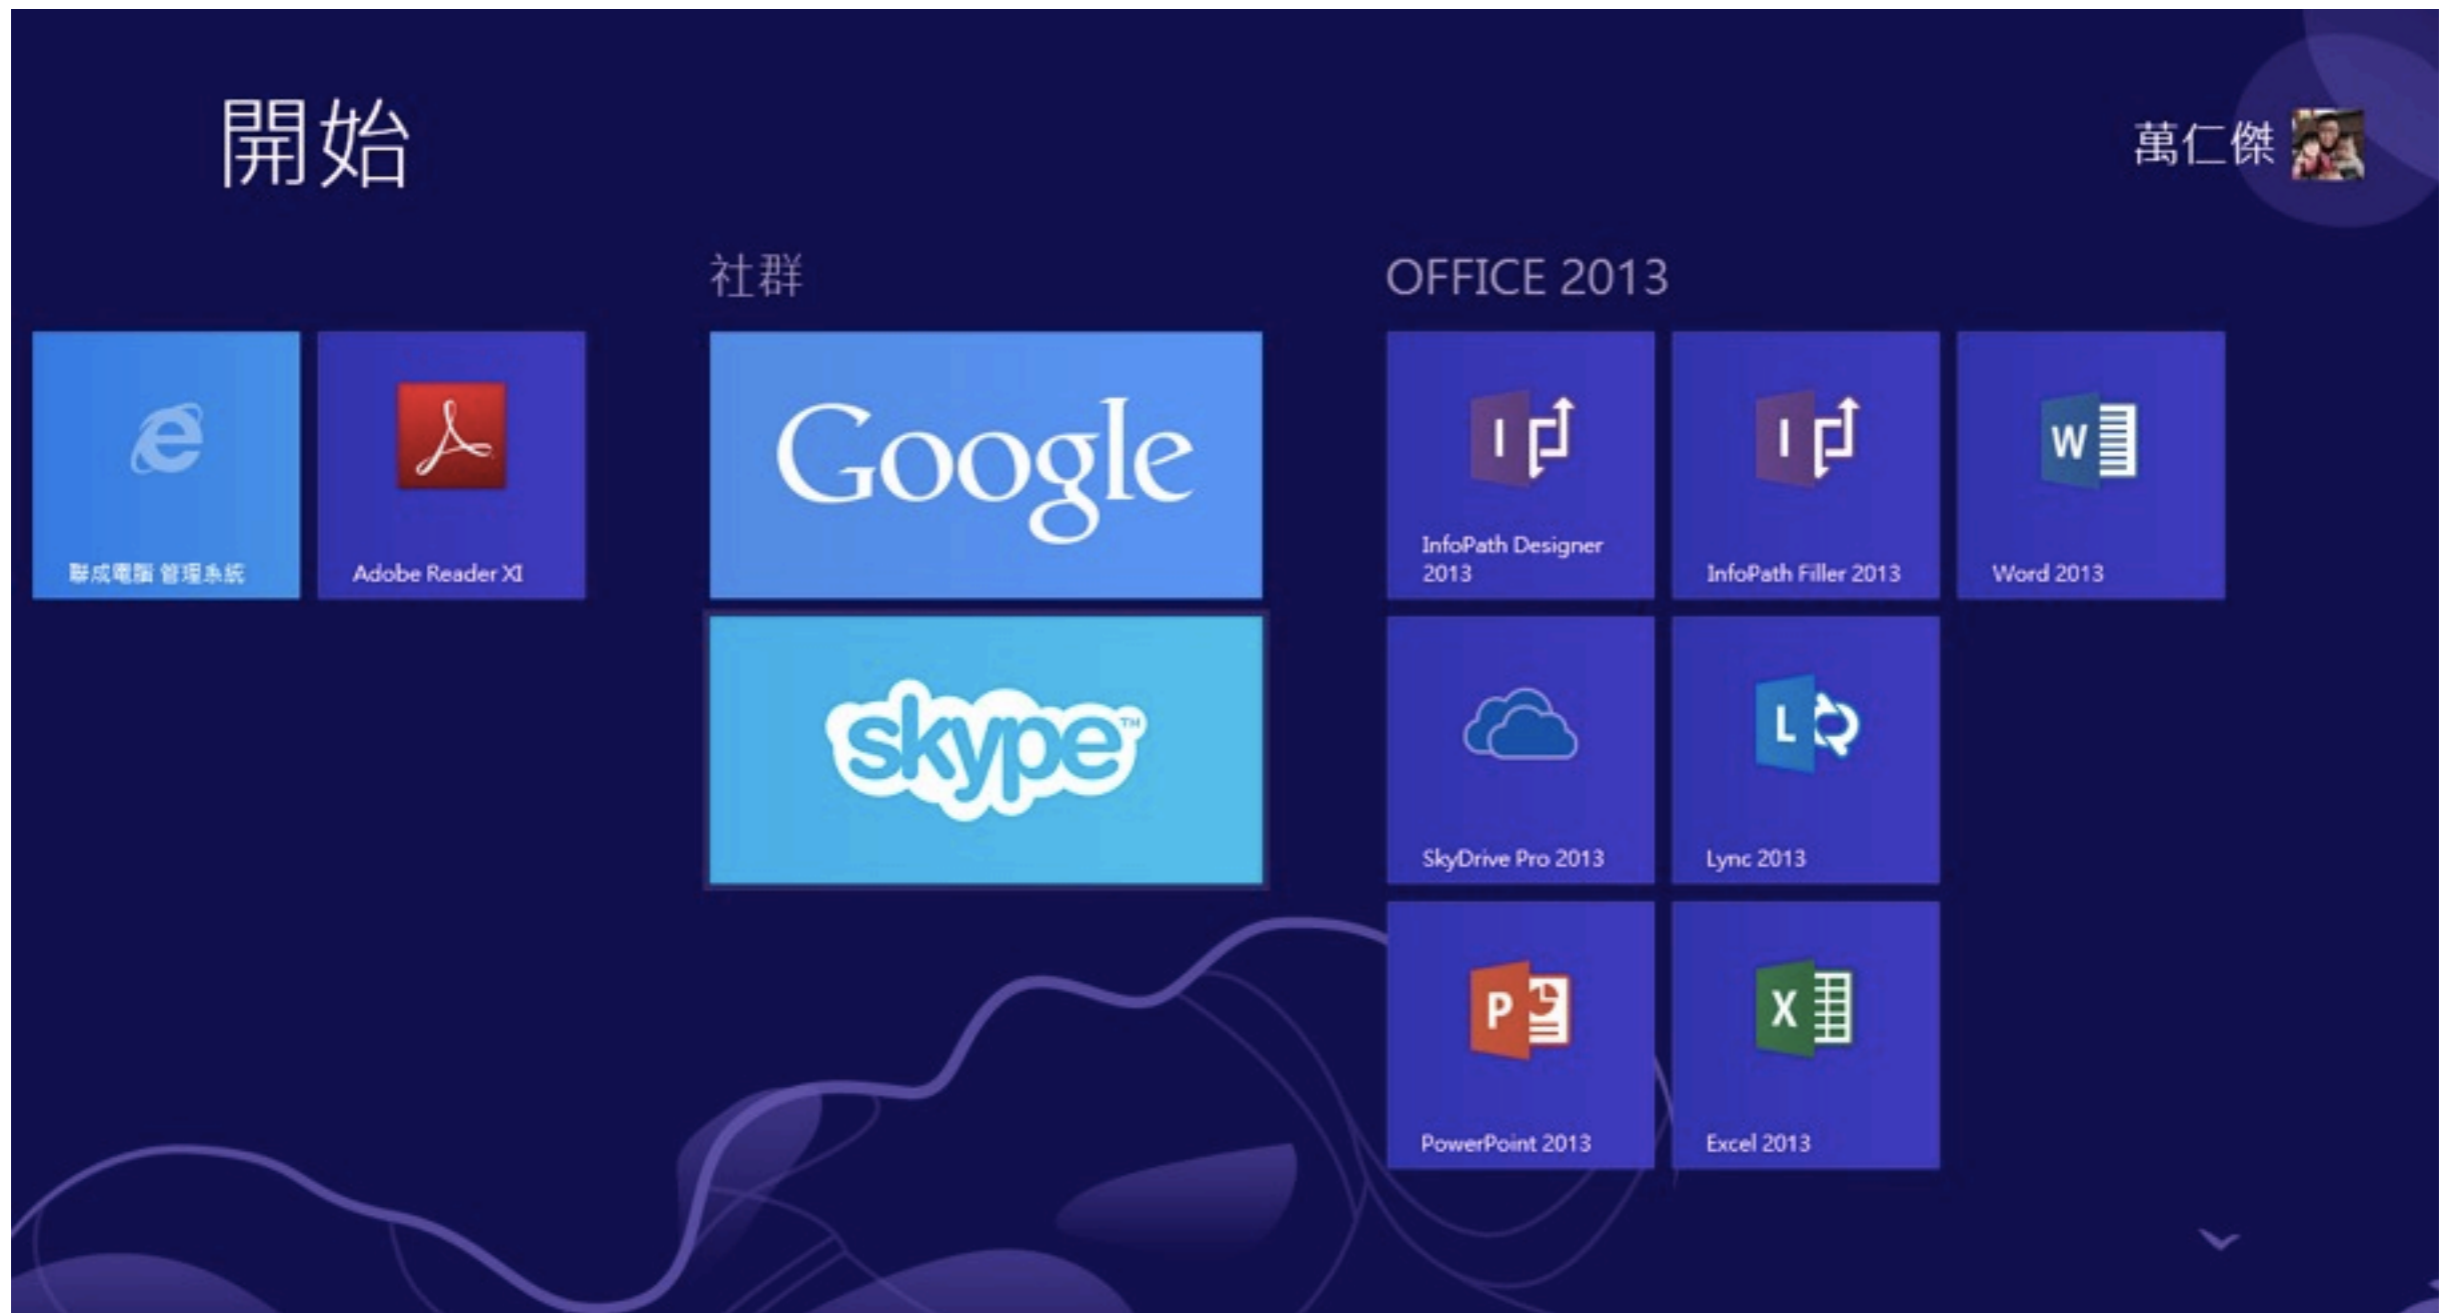 開始
萬仁傑
社群
OFFICE 2013
聯成電腦 管理系統
Adobe Reader XI
Google
skype™
InfoPath Designer
2013
InfoPath Filler 2013
Word 2013
SkyDrive Pro 2013
Lync 2013
PowerPoint 2013
Excel 2013